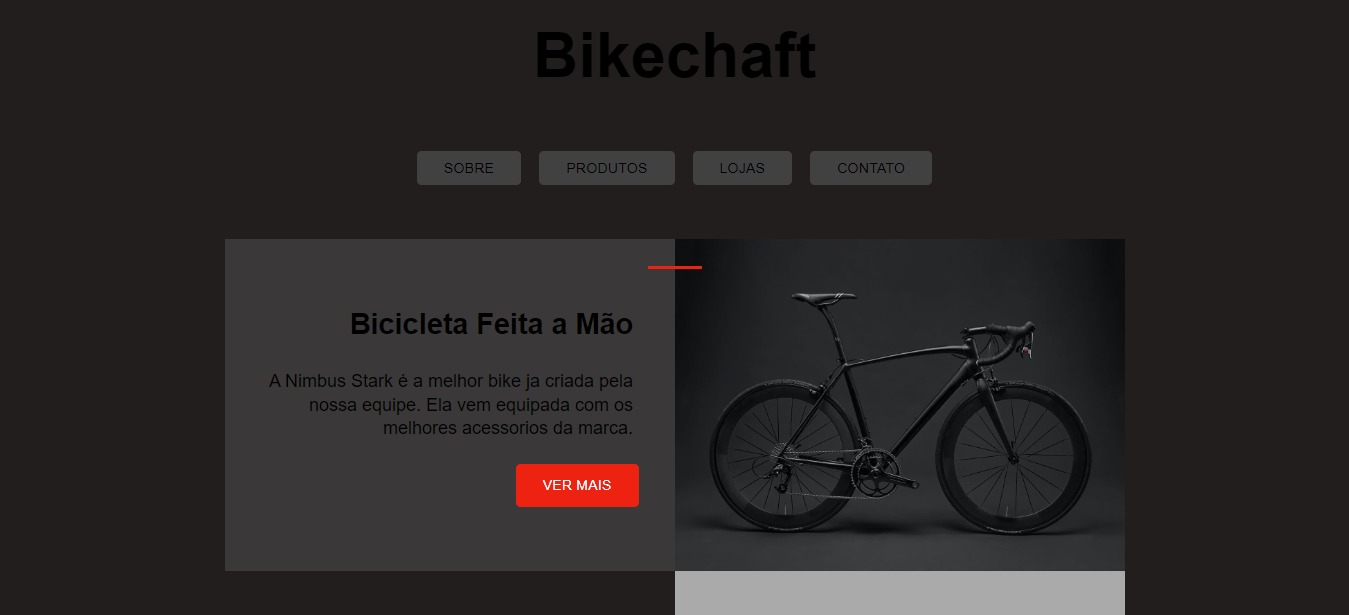 Bikechaft
SOBRE PRODUTOS LOJAS CONTATO
Bicicleta Feita a Mão
A Nimbus Stark é a melhor bike ja criada pela
nossa equipe. Ela vem equipada com os
melhores acessorios da marca.
VER MAIS